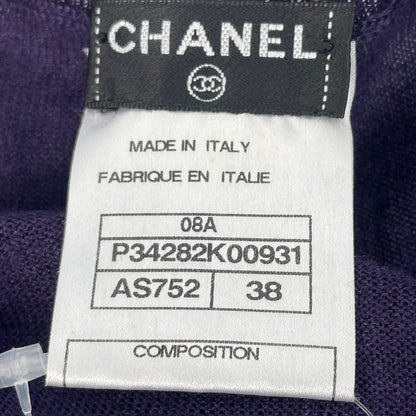 CHANEL
MADE IN ITALY
FABRIQUE EN ITALIE
08A
P34282K00931
AS752 38
COMPOSITION